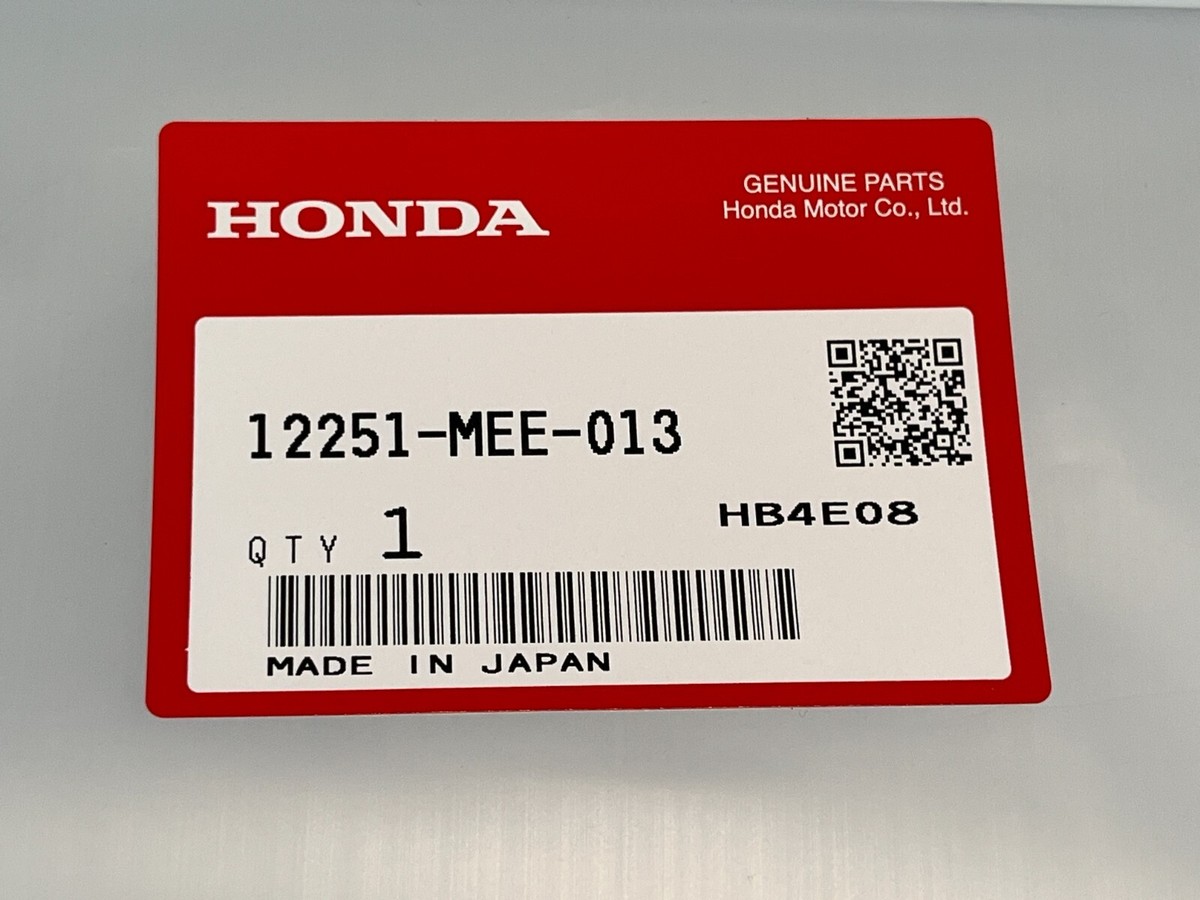 HONDA
GENUINE PARTS
Honda Motor Co., Ltd.
12251-MEE-013
HB4E08
QTY 1
MADE IN JAPAN